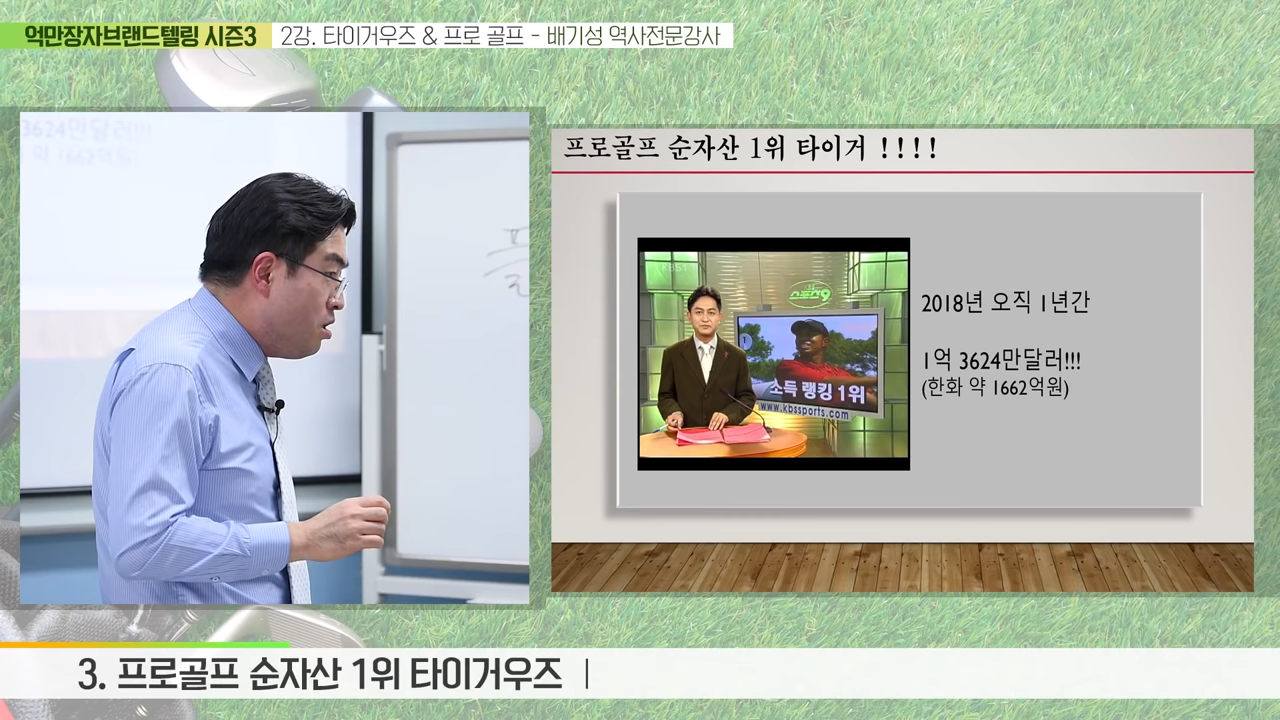 억만장자브랜드텔링 시즌3 2강. 타이거우즈 & 프로 골프 - 배기성 역사전문강사
3624만달러!!!
약 1662억원)
프로골프 순자산 1위 타이거 !!!!
KBS1
스포츠9
소득 랭킹 1위
www.kbssports.com
2018년 오직 1년간
1억 3624만달러!!!
(한화 약 1662억원)
3. 프로골프 순자산 1위 타이거우즈